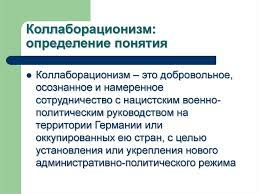 Коллаборационизм:
определение понятия
Коллаборационизм – это добровольное,
осознанное и намеренное
сотрудничество с нацистским военно-
политическим руководством на
территории Германии или
оккупированных ею стран, с целью
установления или укрепления нового
административно-политического режима